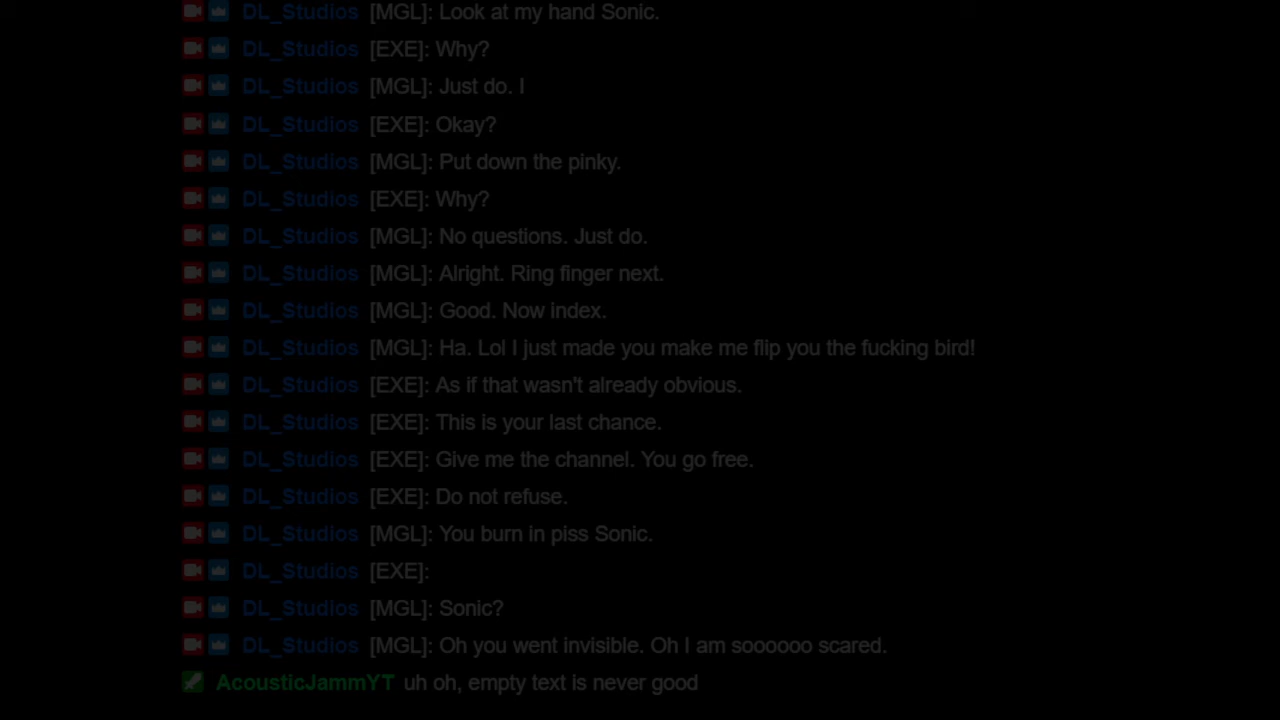 DL_Studios [MGL]: Look at my hand Sonic.
DL_Studios [EXE]: Why?
DL_Studios [MGL]: Just do. I
DL_Studios [EXE]: Okay?
DL_Studios [MGL]: Put down the pinky.
DL_Studios [EXE]: Why?
DL_Studios [MGL]: No questions. Just do.
DL_Studios [MGL]: Alright. Ring finger next.
DL_Studios [MGL]: Good. Now index.
DL_Studios [MGL]: Ha. Lol I just made you make me flip you the fucking bird!
DL_Studios [EXE]: As if that wasn't already obvious.
DL_Studios [EXE]: This is your last chance.
DL_Studios [EXE]: Give me the channel. You go free.
DL_Studios [EXE]: Do not refuse.
DL_Studios [MGL]: You burn in piss Sonic.
DL_Studios [EXE]:
DL_Studios [MGL]: Sonic?
DL_Studios [MGL]: Oh you went invisible. Oh I am soooooo scared.
AcousticJammYT uh oh, empty text is never good